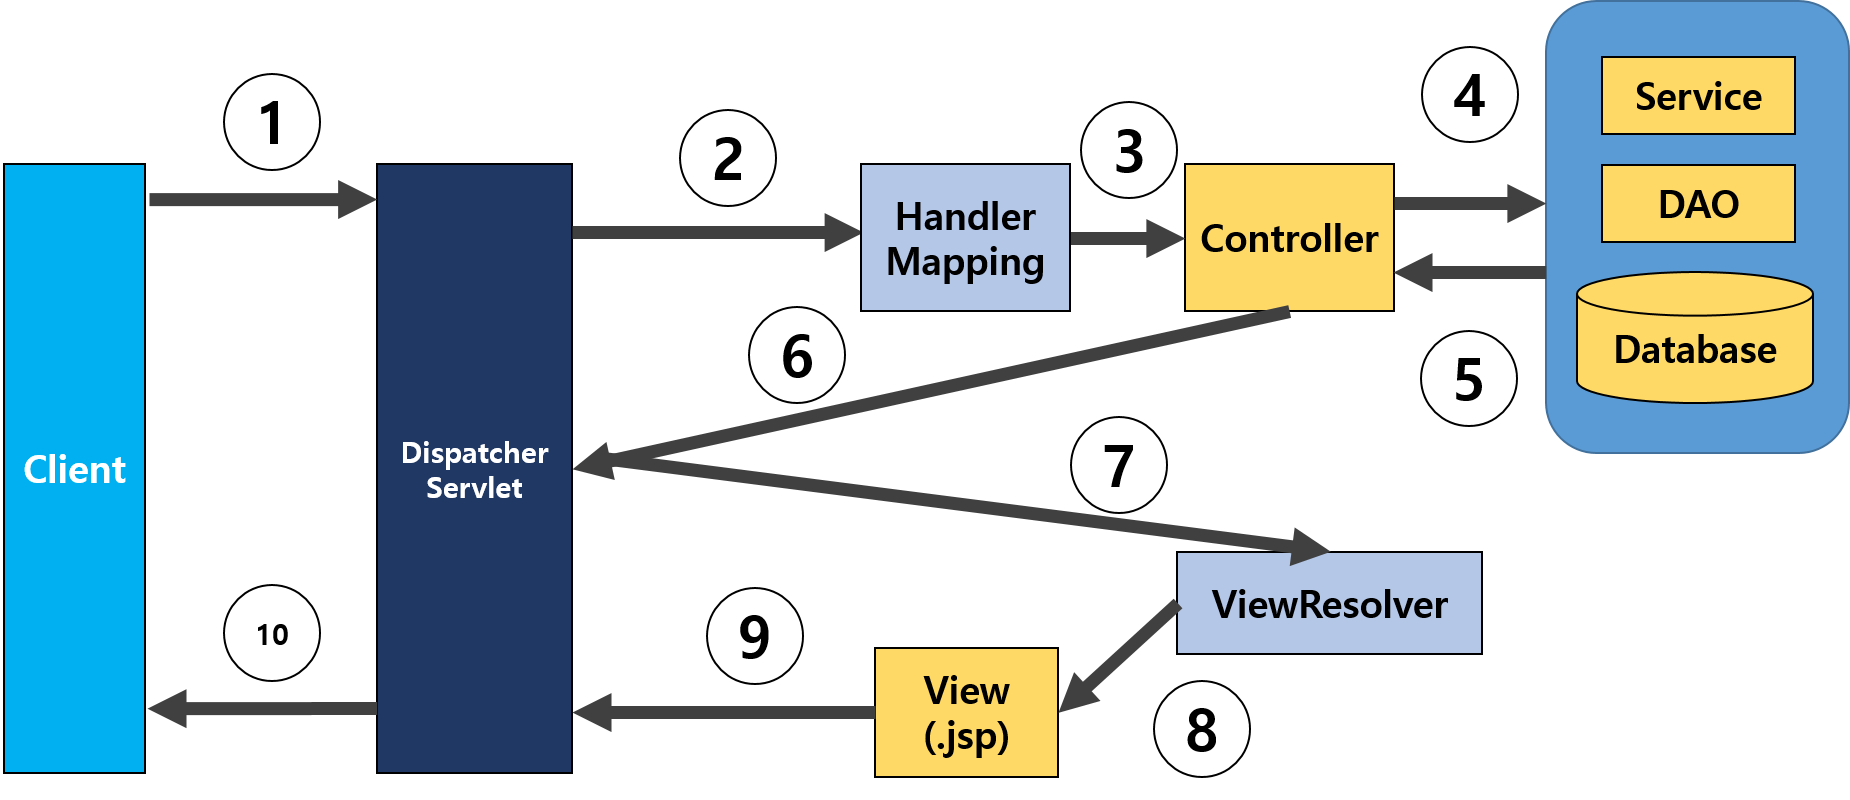 1
2
3
4
Service
DAO
Database
Handler
Mapping
Controller
5
6
7
Client
Dispatcher
Servlet
ViewResolver
8
9
View
(.jsp)
10